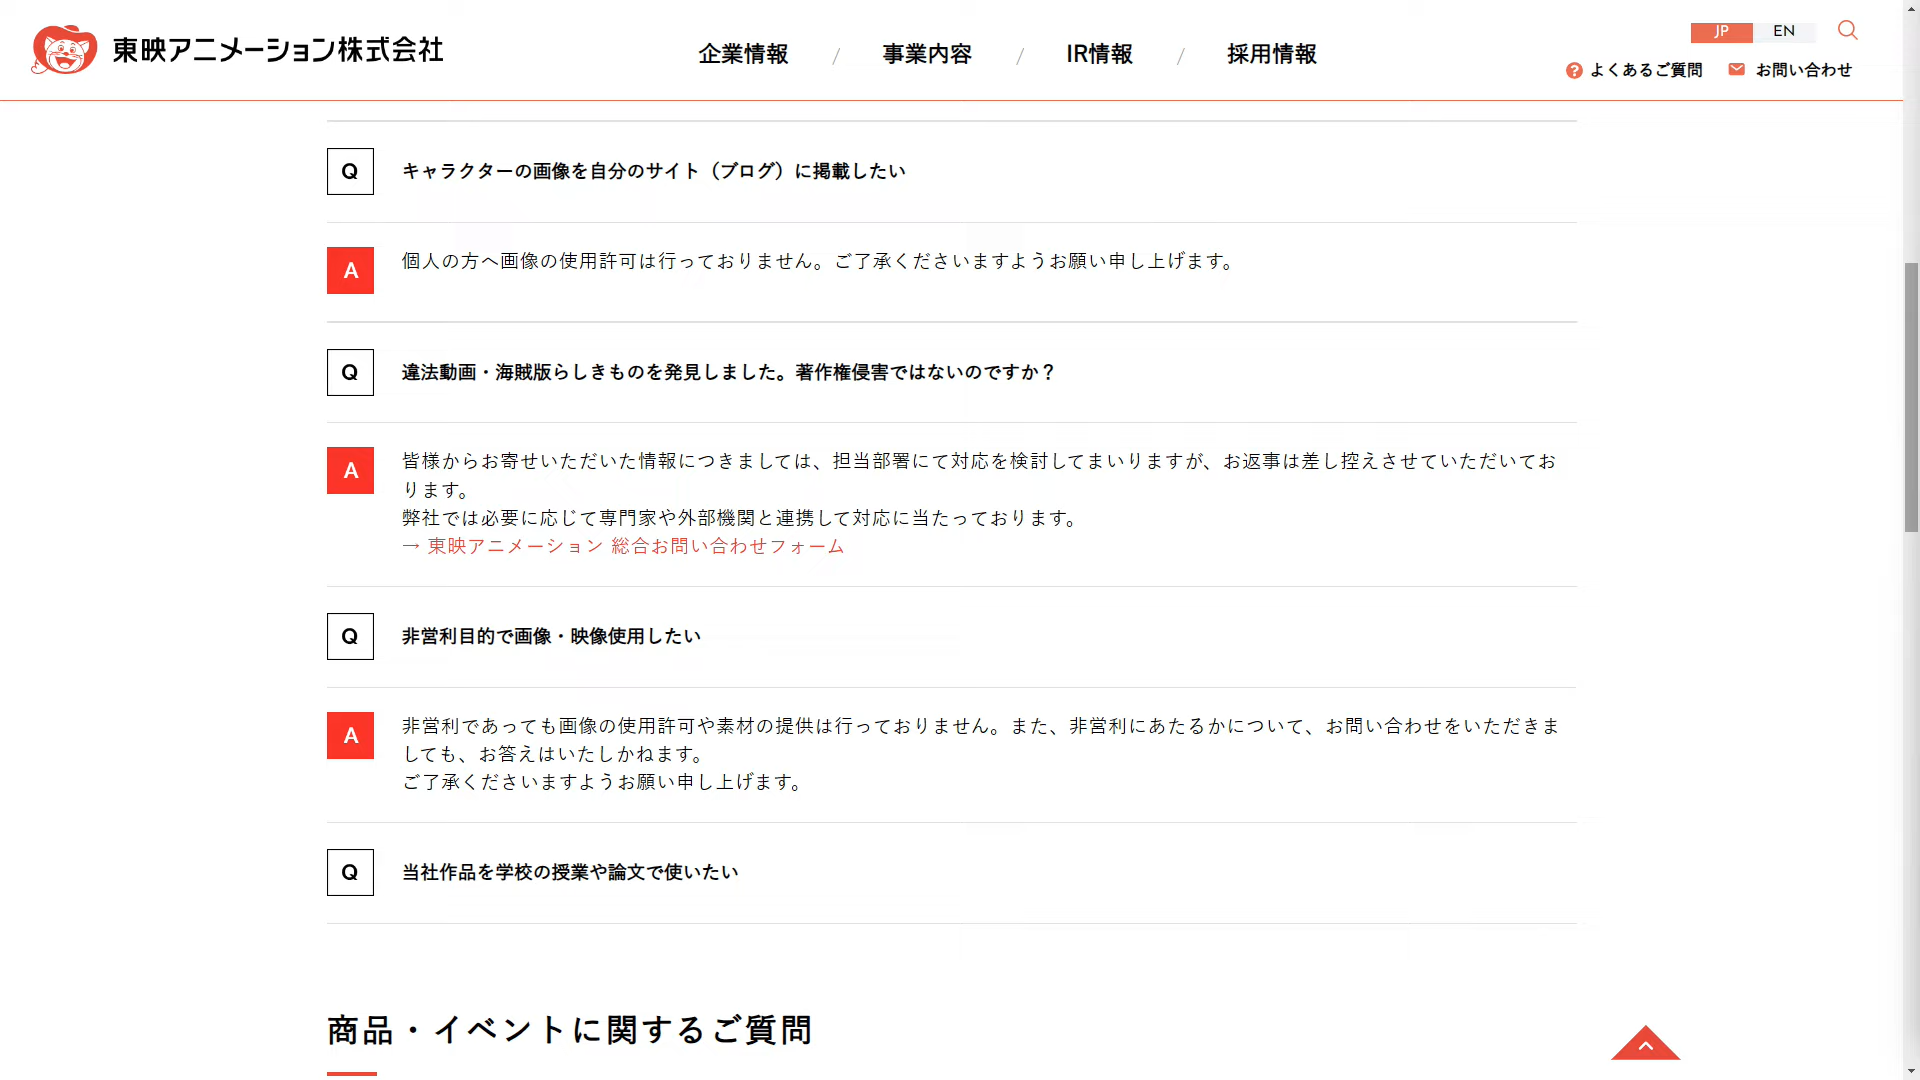 東映アニメーション株式会社
企業情報 / 事業内容 / IR情報 / 採用情報
JP EN
よくあるご質問 お問い合わせ
Q キャラクターの画像を自分のサイト（ブログ）に掲載したい
A 個人の方へ画像の使用許可は行っておりません。ご了承くださいますようお願い申し上げます。
Q 違法動画・海賊版らしきものを発見しました。著作権侵害ではないのですか？
A 皆様からお寄せいただいた情報につきましては、担当部署にて対応を検討してまいりますが、お返事は差し控えさせていただいてお
ります。
弊社では必要に応じて専門家や外部機関と連携して対応に当たっております。
→ 東映アニメーション 総合お問い合わせフォーム
Q 非営利目的で画像・映像使用したい
A 非営利であっても画像の使用許可や素材の提供は行っておりません。また、非営利にあたるかについて、お問い合わせをいただきま
しても、お答えはいたしかねます。
ご了承くださいますようお願い申し上げます。
Q 当社作品を学校の授業や論文で使いたい
商品・イベントに関するご質問